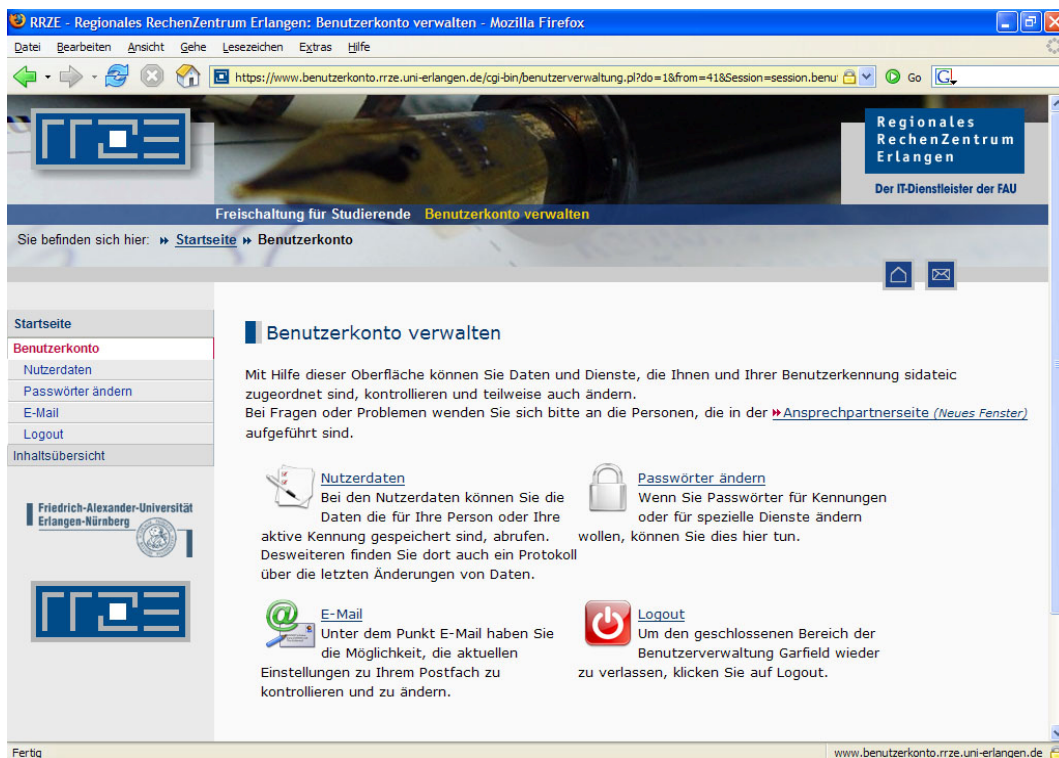 RRZE - Regionales RechenZentrum Erlangen: Benutzerkonto verwalten - Mozilla Firefox
Datei Bearbeiten Ansicht Gehe Lesezeichen Extras Hilfe
https://www.benutzerkonto.rrze.uni-erlangen.de/cgi-bin/benutzerverwaltung.pl?do=1&from=41&Session=session.benu Go
Regionales
RechenZentrum
Erlangen
Der IT-Dienstleister der FAU
Freischaltung für Studierende Benutzerkonto verwalten
Sie befinden sich hier: Startseite Benutzerkonto
Startseite
Benutzerkonto
Nutzerdaten
Passwörter ändern
E-Mail
Logout
Inhaltsübersicht
Friedrich-Alexander-Universität
Erlangen-Nürnberg
RRZE
Benutzerkonto verwalten
Mit Hilfe dieser Oberfläche können Sie Daten und Dienste, die Ihnen und Ihrer Benutzerkennung sidateic
zugeordnet sind, kontrollieren und teilweise auch ändern.
Bei Fragen oder Problemen wenden Sie sich bitte an die Personen, die in der Ansprechpartnerseite (Neues Fenster)
aufgeführt sind.
Nutzerdaten
Bei den Nutzerdaten können Sie die
Daten die für Ihre Person oder Ihre
aktive Kennung gespeichert sind, abrufen.
Desweiteren finden Sie dort auch ein Protokoll
über die letzten Änderungen von Daten.
Passwörter ändern
Wenn Sie Passwörter für Kennungen
oder für spezielle Dienste ändern
wollen, können Sie dies hier tun.
E-Mail
Unter dem Punkt E-Mail haben Sie
die Möglichkeit, die aktuellen
Einstellungen zu Ihrem Postfach zu
kontrollieren und zu ändern.
Logout
Um den geschlossenen Bereich der
Benutzerverwaltung Garfield wieder
zu verlassen, klicken Sie auf Logout.
Fertig
www.benutzerkonto.rrze.uni-erlangen.de